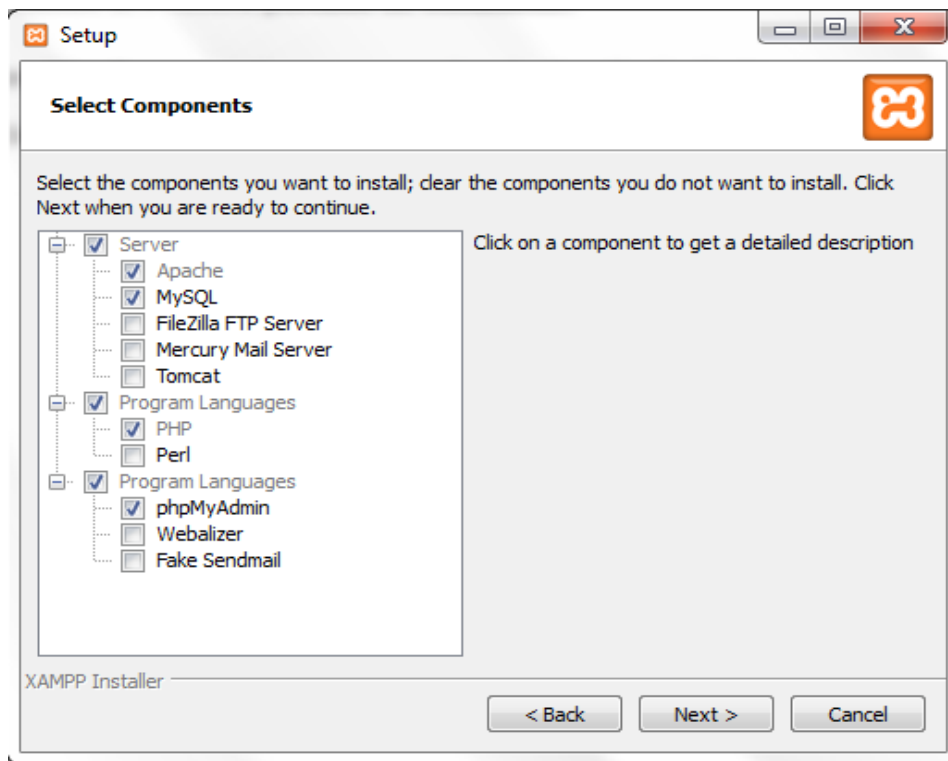 Setup
Select Components
Select the components you want to install; clear the components you do not want to install. Click
Next when you are ready to continue.
Server
Apache
MySQL
FileZilla FTP Server
Mercury Mail Server
Tomcat
Program Languages
PHP
Perl
Program Languages
phpMyAdmin
Webalizer
Fake Sendmail
Click on a component to get a detailed description
XAMPP Installer
< Back
Next >
Cancel